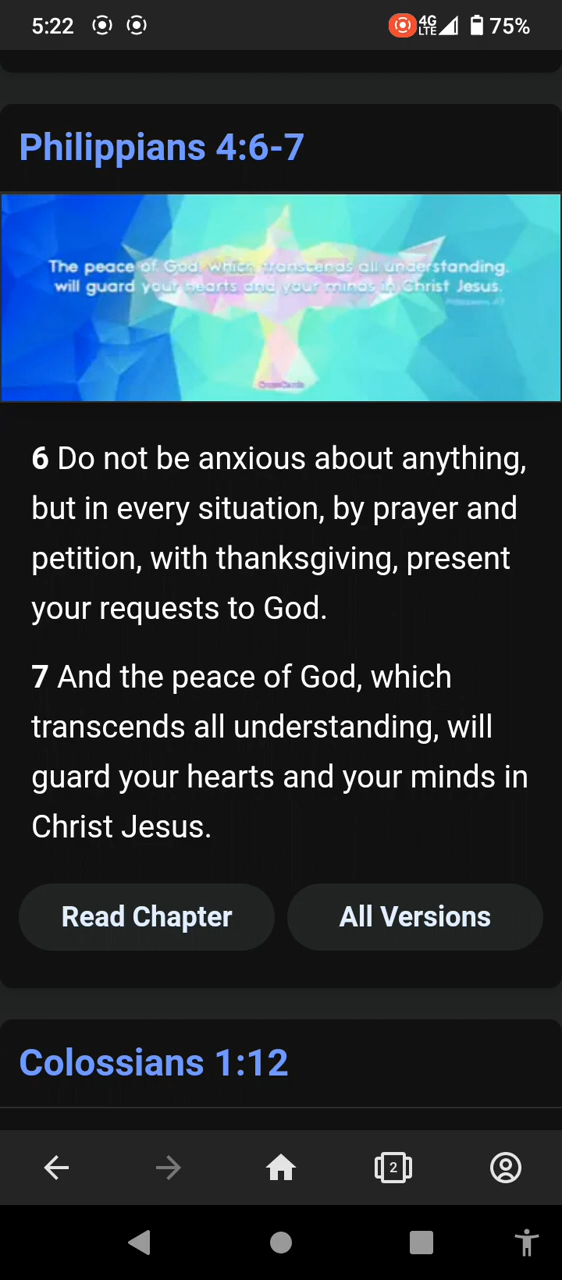 5:22
4G
LTE
75%
Philippians 4:6-7
The peace of God, which transcends all understanding,
will guard your hearts and your minds in Christ Jesus.
Philippians 4:7
6 Do not be anxious about anything,
but in every situation, by prayer and
petition, with thanksgiving, present
your requests to God.
7 And the peace of God, which
transcends all understanding, will
guard your hearts and your minds in
Christ Jesus.
Read Chapter
All Versions
Colossians 1:12
2